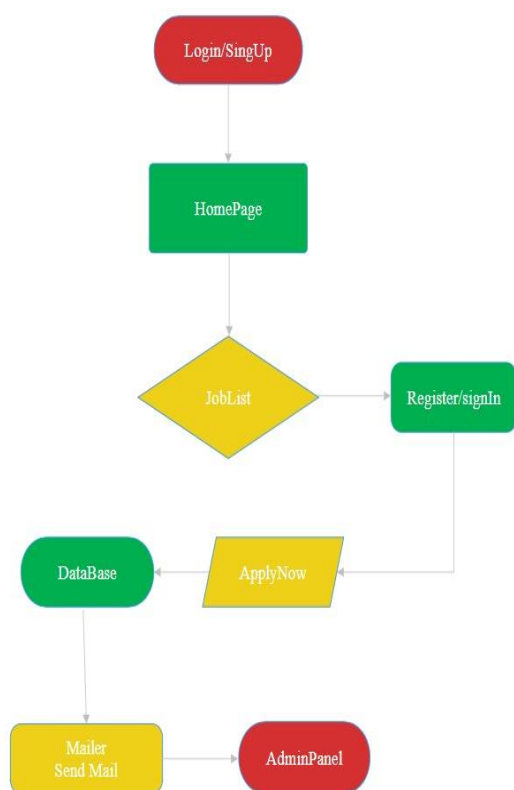 Login/SingUp
HomePage
JobList
Register/signIn
ApplyNow
DataBase
Mailer
Send Mail
AdminPanel